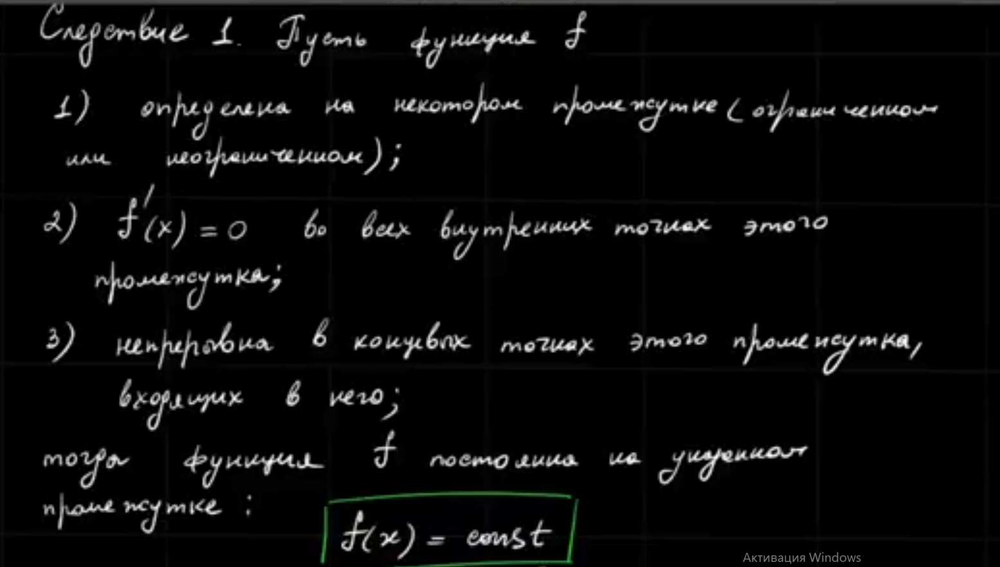 Следствие 1. Пусть функция f
1) определена на некотором промежутке (ограниченном
или неограниченном);
2) f'(x) = 0 во всех внутренних точках этого
промежутка;
3) непрерывна в концевых точках этого промежутка,
входящих в него;
тогда функция f постоянна на указанном
промежутке :
f(x) = const
Активация Windows